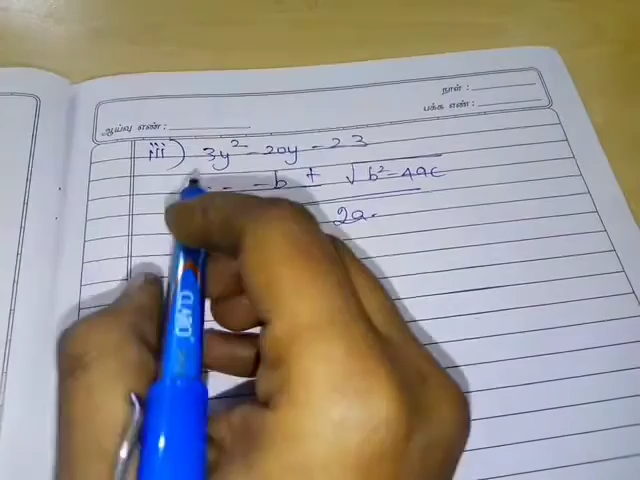 நாள் :
பக்க எண் :
ஆய்வு எண் :
iii) 3y² - 20y - 23
-b ± √b²-4ac
2a